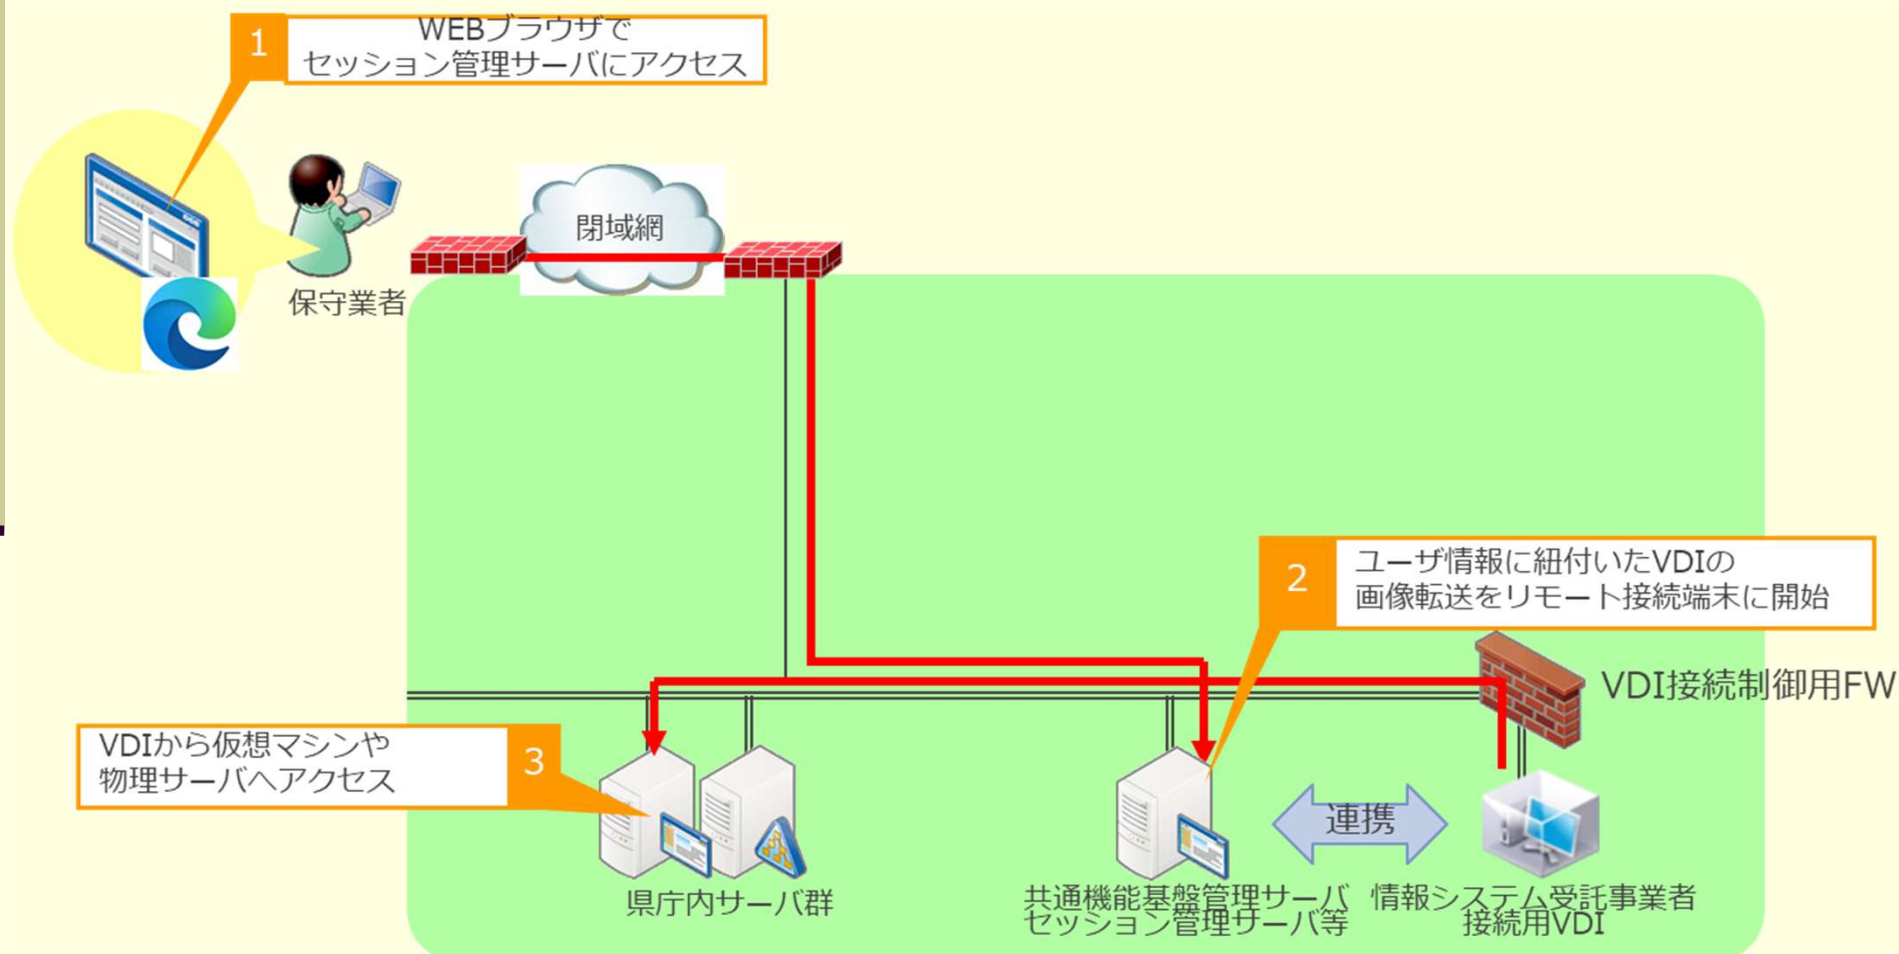 1
WEBブラウザで
セッション管理サーバにアクセス
閉域網
保守業者
2
ユーザ情報に紐付いたVDIの
画像転送をリモート接続端末に開始
VDI接続制御用FW
VDIから仮想マシンや
物理サーバへアクセス
3
連携
県庁内サーバ群
共通機能基盤管理サーバ
セッション管理サーバ等
情報システム受託事業者
接続用VDI